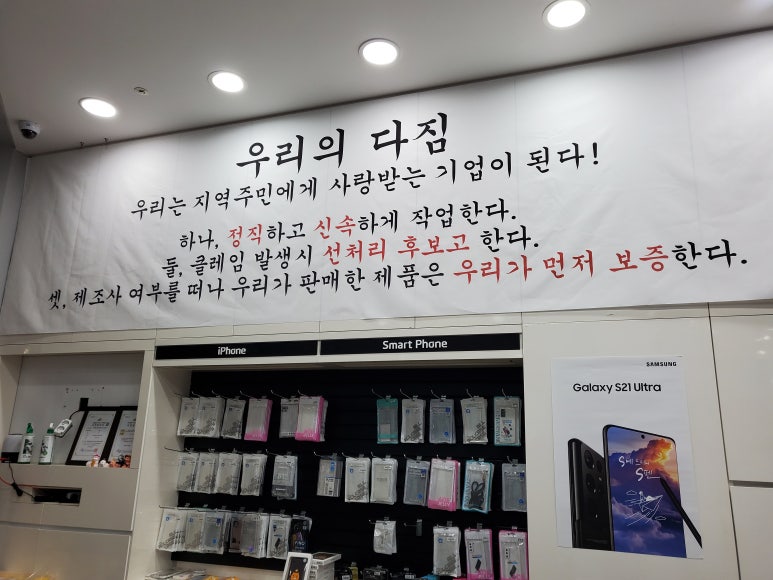 우리의 다짐
우리는 지역주민에게 사랑받는 기업이 된다!
하나, 정직하고 신속하게 작업한다.
둘, 클레임 발생시 선처리 후보고 한다.
셋, 제조사 여부를 떠나 우리가 판매한 제품은 우리가 먼저 보증한다.
iPhone
Smart Phone
SAMSUNG
Galaxy S21 Ultra
S펜